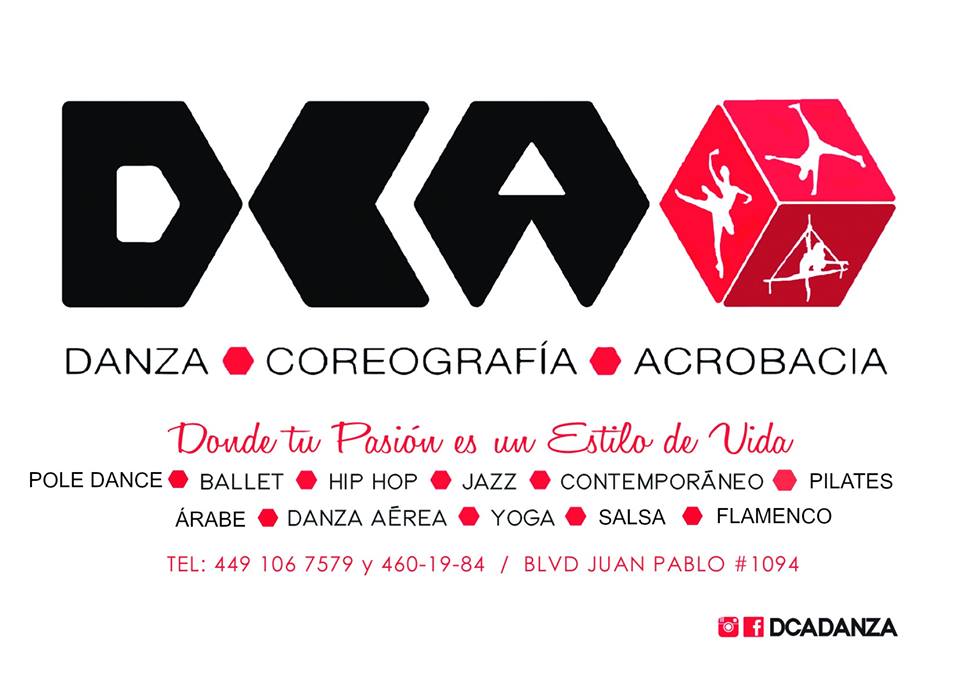 DCA
DANZA COREOGRAFÍA ACROBACIA
Donde tu Pasión es un Estilo de Vida
POLE DANCE BALLET HIP HOP JAZZ CONTEMPORÁNEO PILATES
ÁRABE DANZA AÉREA YOGA SALSA FLAMENCO
TEL: 449 106 7579 y 460-19-84 / BLVD JUAN PABLO #1094
DCADANZA